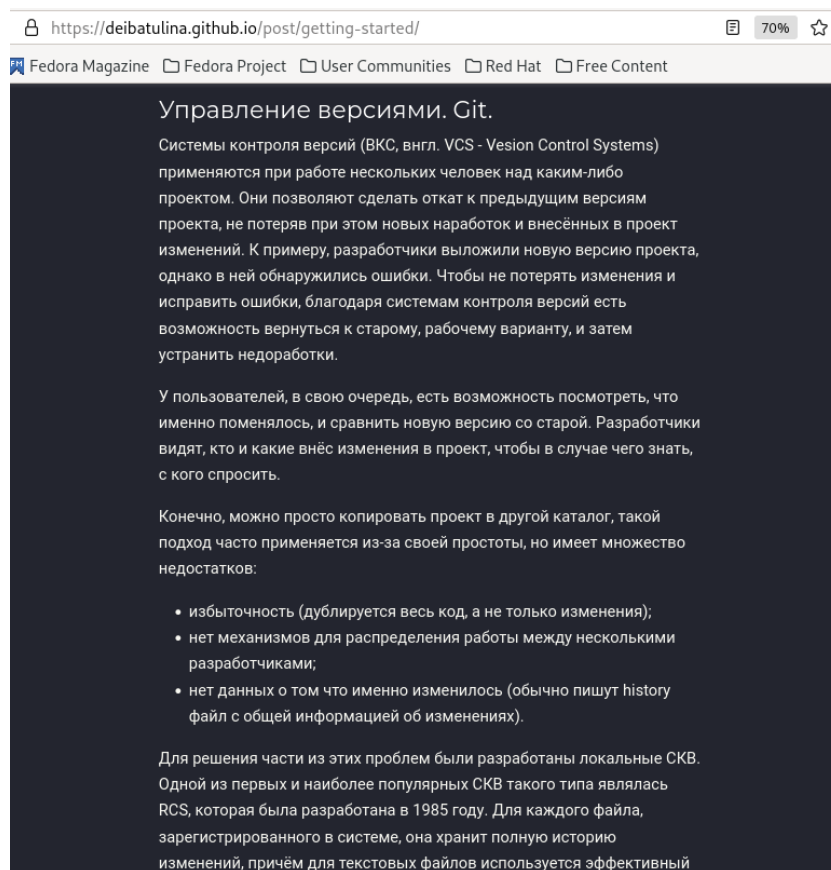 https://deibatulina.github.io/post/getting-started/ 70%
Fedora Magazine Fedora Project User Communities Red Hat Free Content
Управление версиями. Git.
Системы контроля версий (ВКС, внгл. VCS - Vesion Control Systems)
применяются при работе нескольких человек над каким-либо
проектом. Они позволяют сделать откат к предыдущим версиям
проекта, не потеряв при этом новых наработок и внесённых в проект
изменений. К примеру, разработчики выложили новую версию проекта,
однако в ней обнаружились ошибки. Чтобы не потерять изменения и
исправить ошибки, благодаря системам контроля версий есть
возможность вернуться к старому, рабочему варианту, и затем
устранить недоработки.
У пользователей, в свою очередь, есть возможность посмотреть, что
именно поменялось, и сравнить новую версию со старой. Разработчики
видят, кто и какие внёс изменения в проект, чтобы в случае чего знать,
с кого спросить.
Конечно, можно просто копировать проект в другой каталог, такой
подход часто применяется из-за своей простоты, но имеет множество
недостатков:
• избыточность (дублируется весь код, а не только изменения);
• нет механизмов для распределения работы между несколькими
разработчиками;
• нет данных о том что именно изменилось (обычно пишут history
файл с общей информацией об изменениях).
Для решения части из этих проблем были разработаны локальные СКВ.
Одной из первых и наиболее популярных СКВ такого типа являлась
RCS, которая была разработана в 1985 году. Для каждого файла,
зарегистрированного в системе, она хранит полную историю
изменений, причём для текстовых файлов используется эффективный